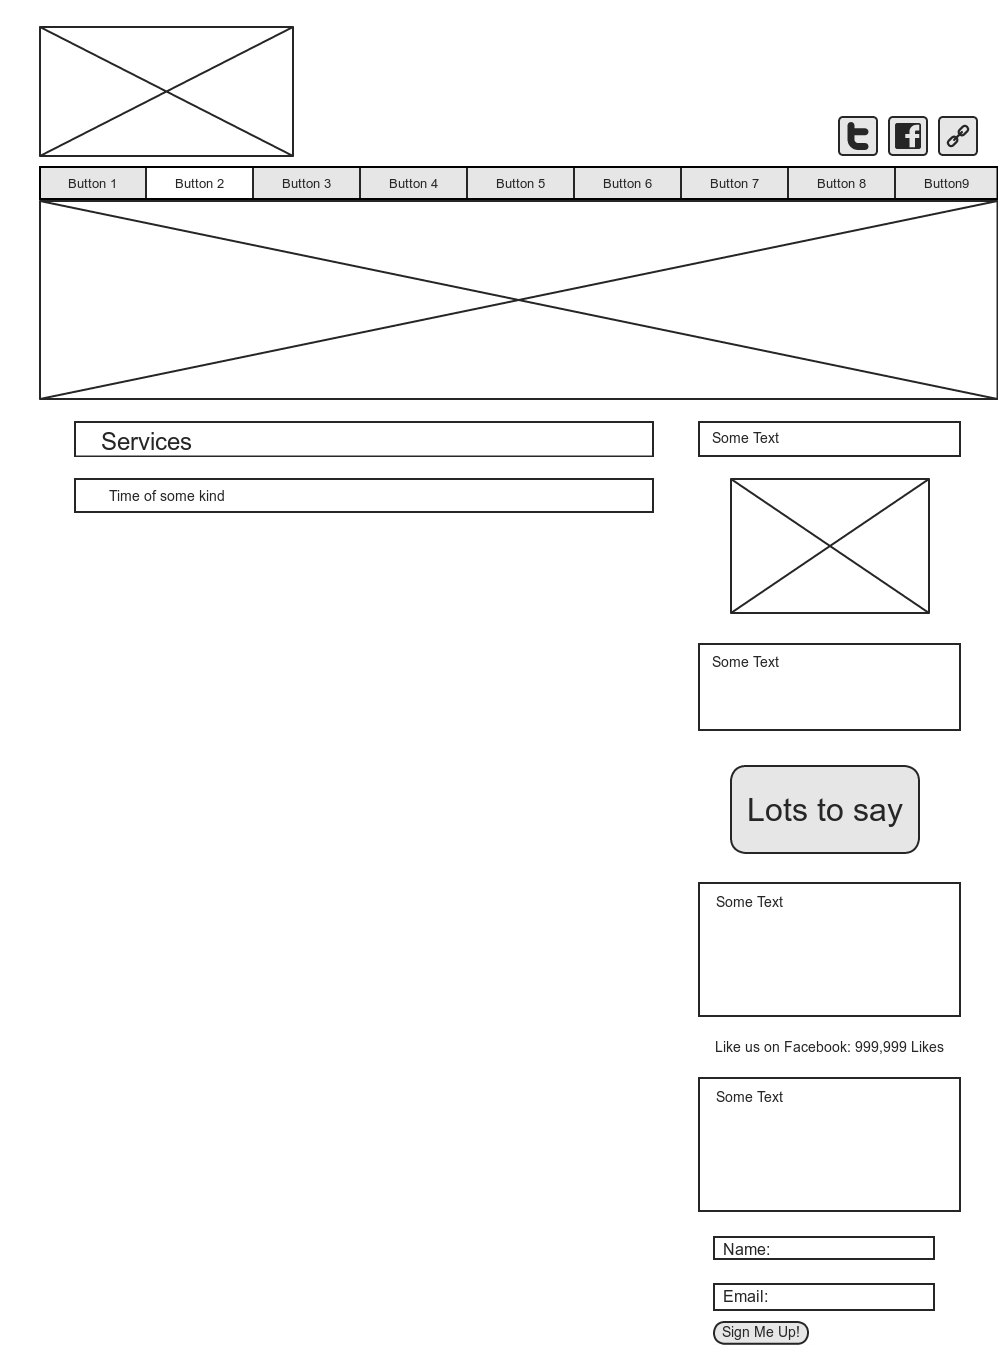 Button 1
Button 2
Button 3
Button 4
Button 5
Button 6
Button 7
Button 8
Button9
Services
Time of some kind
Some Text
Some Text
Lots to say
Some Text
Like us on Facebook: 999,999 Likes
Some Text
Name:
Email:
Sign Me Up!